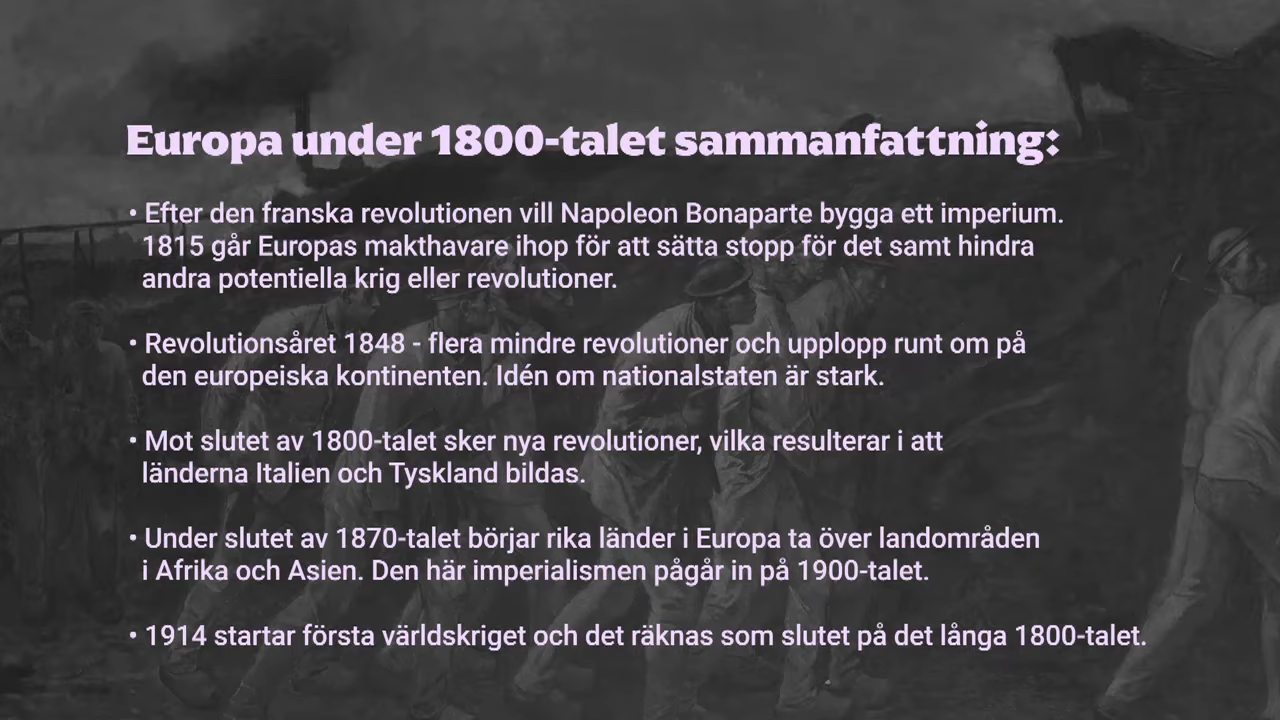 Europa under 1800-talet sammanfattning:
• Efter den franska revolutionen vill Napoleon Bonaparte bygga ett imperium.
1815 går Europas makthavare ihop för att sätta stopp för det samt hindra
andra potentiella krig eller revolutioner.
• Revolutionsåret 1848 - flera mindre revolutioner och upplopp runt om på
den europeiska kontinenten. Idén om nationalstaten är stark.
• Mot slutet av 1800-talet sker nya revolutioner, vilka resulterar i att
länderna Italien och Tyskland bildas.
• Under slutet av 1870-talet börjar rika länder i Europa ta över landområden
i Afrika och Asien. Den här imperialismen pågår in på 1900-talet.
• 1914 startar första världskriget och det räknas som slutet på det långa 1800-talet.